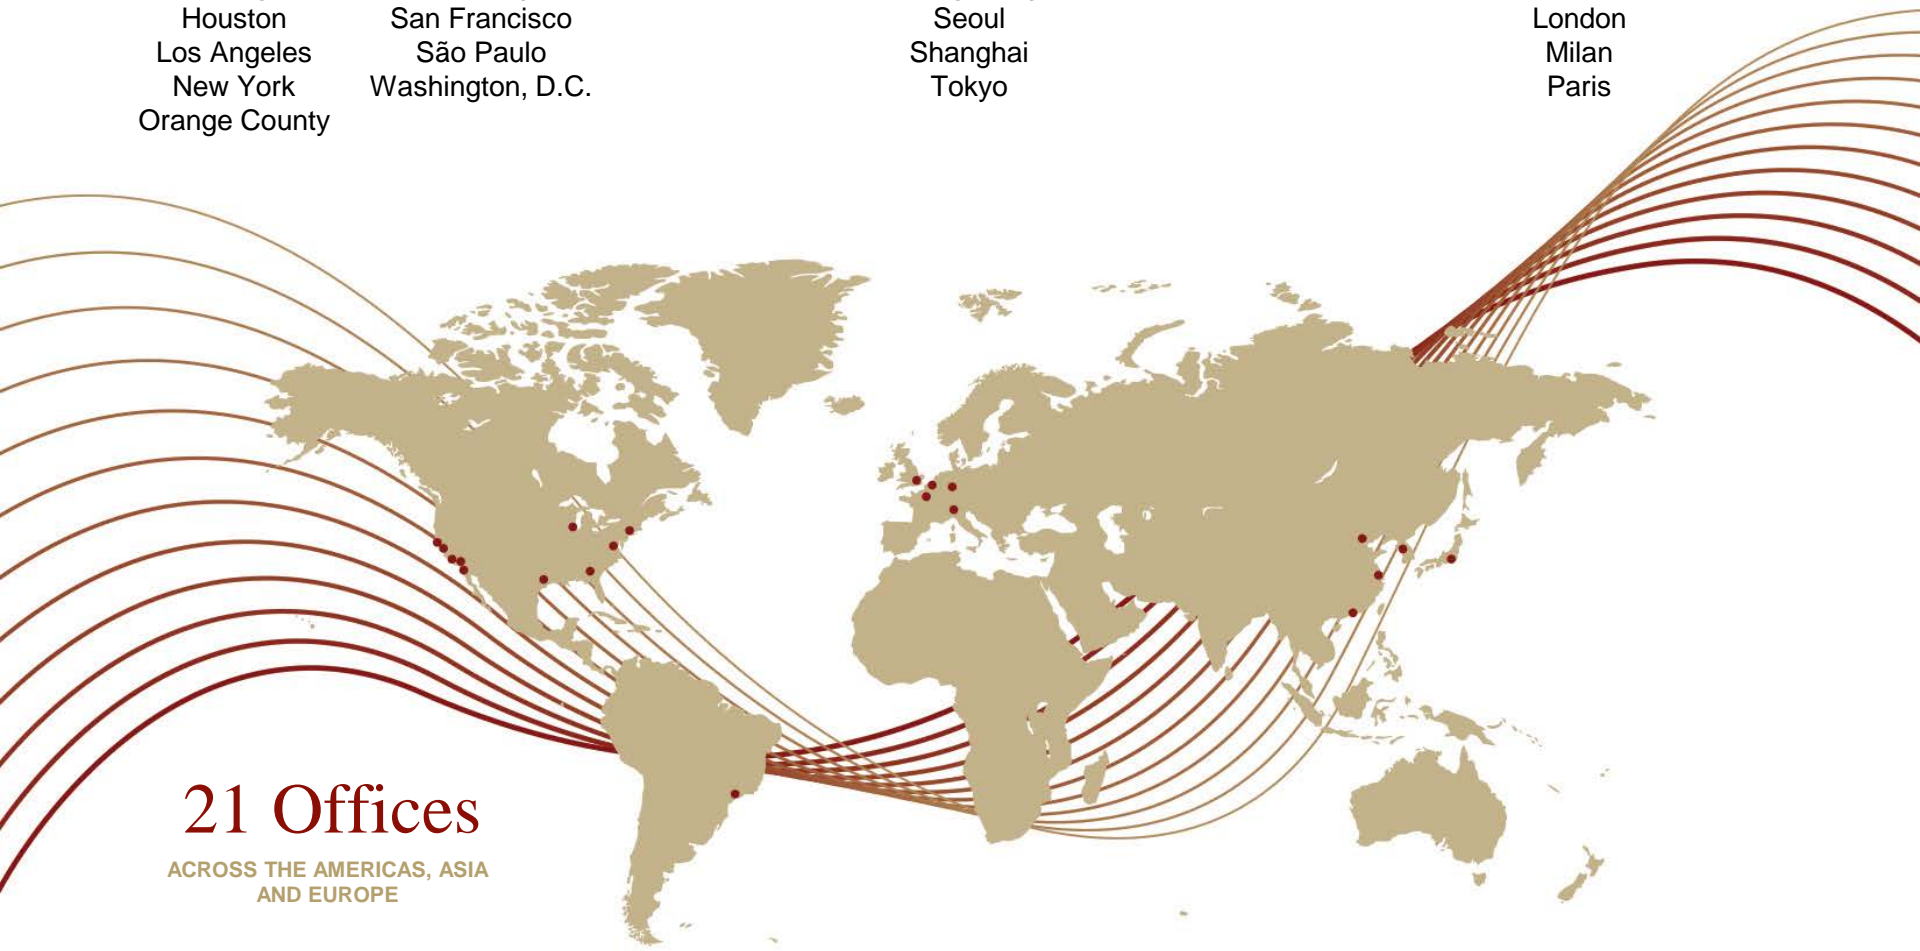 Houston
Los Angeles
New York
Orange County
San Francisco
São Paulo
Washington, D.C.
Seoul
Shanghai
Tokyo
London
Milan
Paris
21 Offices
ACROSS THE AMERICAS, ASIA
AND EUROPE